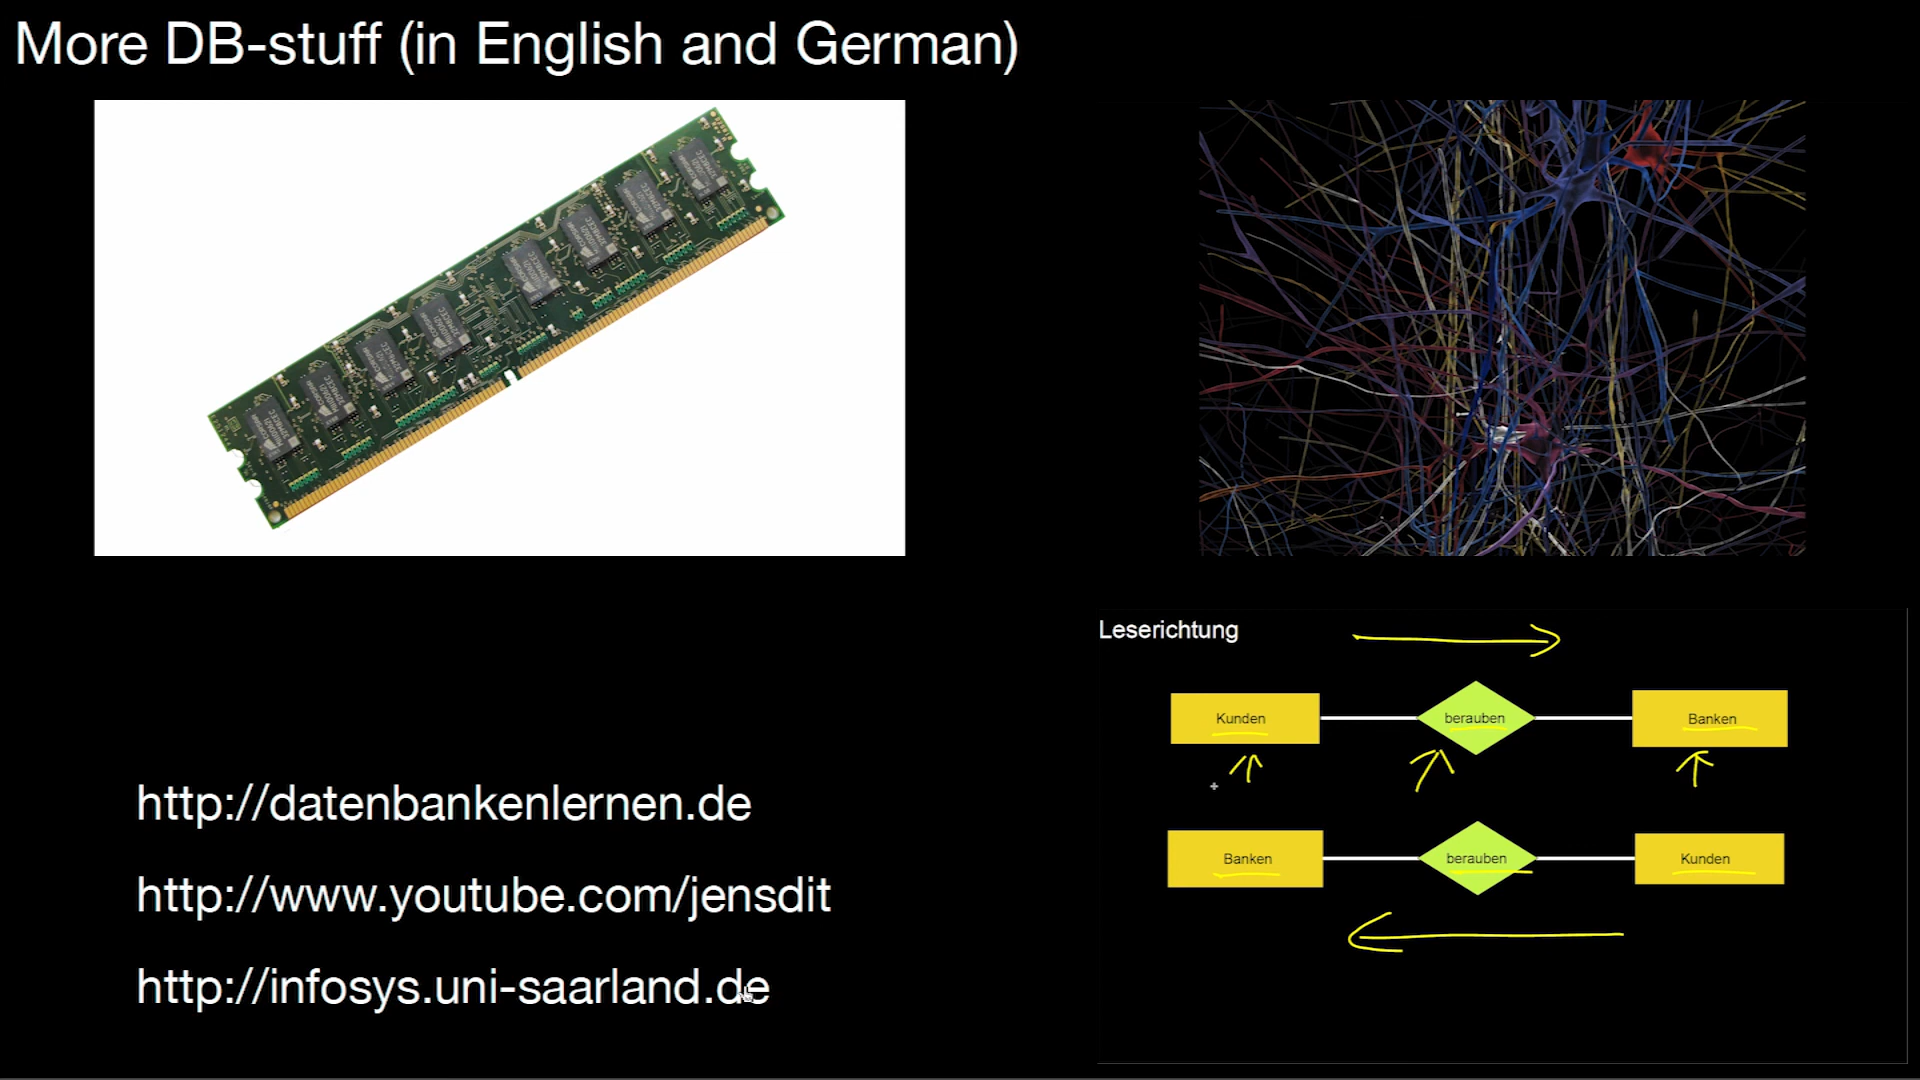 More DB-stuff (in English and German)
Leserichtung
Kunden berauben Banken
Banken berauben Kunden
http://datenbankenlernen.de
http://www.youtube.com/jensdit
http://infosys.uni-saarland.de